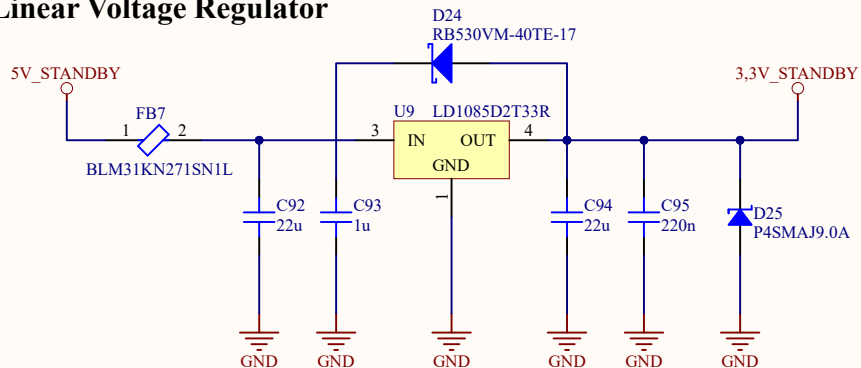 Linear Voltage Regulator
D24
RB530VM-40TE-17
5V_STANDBY
3,3V_STANDBY
FB7
1
2
BLM31KN271SN1L
U9
LD1085D2T33R
3
IN
OUT
4
GND
1
C92
22u
C93
1u
C94
22u
C95
220n
D25
P4SMAJ9.0A
GND
GND
GND
GND
GND
GND